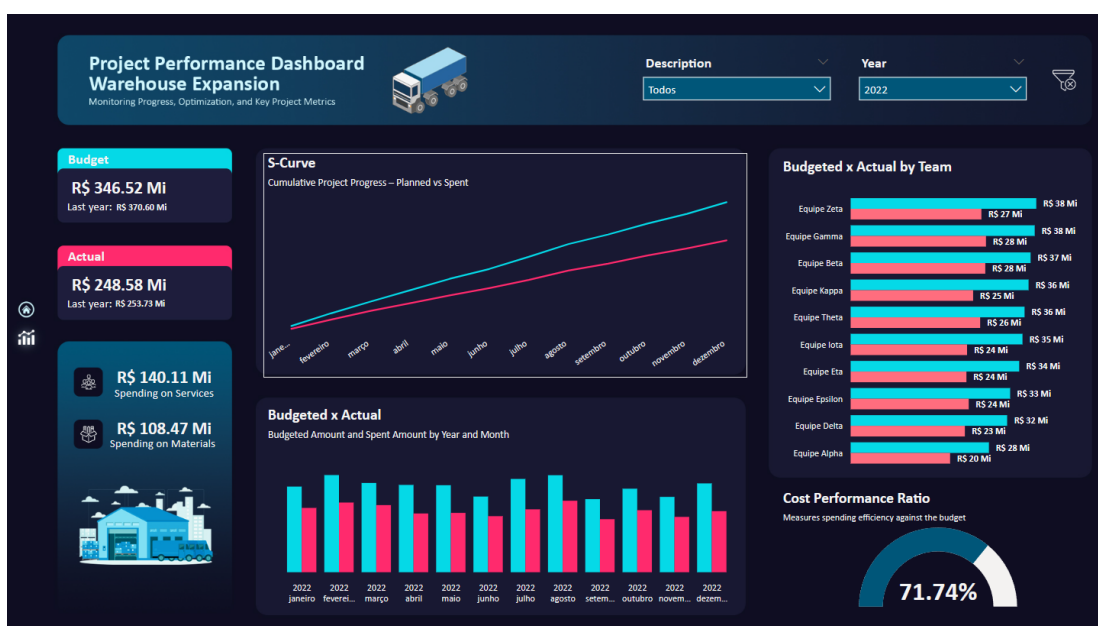 Project Performance Dashboard
Warehouse Expansion
Monitoring Progress, Optimization, and Key Project Metrics
Description
Todos
Year
2022
Budget
R$ 346.52 Mi
Last year: R$ 370.60 Mi
Actual
R$ 248.58 Mi
Last year: R$ 253.73 Mi
R$ 140.11 Mi
Spending on Services
R$ 108.47 Mi
Spending on Materials
S-Curve
Cumulative Project Progress – Planned vs Spent
jane... fevereiro março abril maio junho julho agosto setembro outubro novembro dezembro
Budgeted x Actual
Budgeted Amount and Spent Amount by Year and Month
2022 2022 2022 2022 2022 2022 2022 2022 2022 2022 2022 2022
janeiro feverei... março abril maio junho julho agosto setem... outubro novem... dezem...
Budgeted x Actual by Team
Equipe Zeta R$ 38 Mi
R$ 27 Mi
Equipe Gamma R$ 38 Mi
R$ 28 Mi
Equipe Beta R$ 37 Mi
R$ 28 Mi
Equipe Kappa R$ 36 Mi
R$ 25 Mi
Equipe Theta R$ 36 Mi
R$ 26 Mi
Equipe Iota R$ 35 Mi
R$ 24 Mi
Equipe Eta R$ 34 Mi
R$ 24 Mi
Equipe Epsilon R$ 33 Mi
R$ 24 Mi
Equipe Delta R$ 32 Mi
R$ 23 Mi
Equipe Alpha R$ 28 Mi
R$ 20 Mi
Cost Performance Ratio
Measures spending efficiency against the budget
71.74%